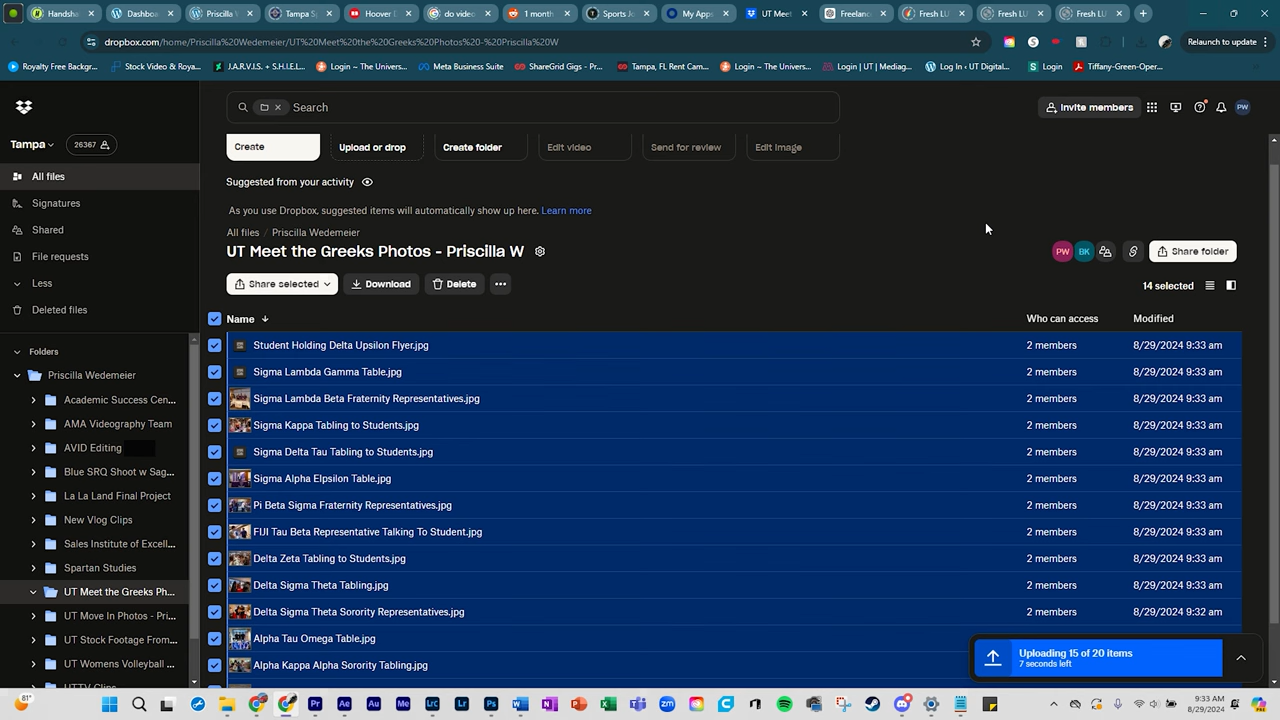 Handsha
Dashboa
Priscilla W
Tampa S
Hoover D
do video
1 month
Sports Jo
My Apps
UT Meet
Freelanc
Fresh LU
Fresh LU
Fresh LU
dropbox.com/home/Priscilla%20Wedemeier/UT%20Meet%20the%20Greeks%20Photos%20-%20Priscilla%20W
Relaunch to update
Royalty Free Backgr...
Stock Video & Roya...
J.A.R.V.I.S. + S.H.I.E.L...
Login ~ The Univers...
Meta Business Suite
ShareGrid Gigs - Pr...
Tampa, FL Rent Cam...
Login ~ The Univers...
Login | UT | Mediag...
Log In ‹ UT Digital...
Login
Tiffany-Green-Oper...
Search
Invite members
PW
Tampa
26367
Create
Upload or drop
Create folder
Edit video
Send for review
Edit image
All files
Signatures
Shared
File requests
Less
Deleted files
Suggested from your activity
As you use Dropbox, suggested items will automatically show up here. Learn more
All files / Priscilla Wedemeier
UT Meet the Greeks Photos - Priscilla W
PW
BK
Share folder
Share selected
Download
Delete
14 selected
Name
Who can access
Modified
Student Holding Delta Upsilon Flyer.jpg 2 members 8/29/2024 9:33 am
Sigma Lambda Gamma Table.jpg 2 members 8/29/2024 9:33 am
Sigma Lambda Beta Fraternity Representatives.jpg 2 members 8/29/2024 9:33 am
Sigma Kappa Tabling to Students.jpg 2 members 8/29/2024 9:33 am
Sigma Delta Tau Tabling to Students.jpg 2 members 8/29/2024 9:33 am
Sigma Alpha Elpsilon Table.jpg 2 members 8/29/2024 9:33 am
Pi Beta Sigma Fraternity Representatives.jpg 2 members 8/29/2024 9:33 am
FIJI Tau Beta Representative Talking To Student.jpg 2 members 8/29/2024 9:33 am
Delta Zeta Tabling to Students.jpg 2 members 8/29/2024 9:33 am
Delta Sigma Theta Tabling.jpg 2 members 8/29/2024 9:33 am
Delta Sigma Theta Sorority Representatives.jpg 2 members 8/29/2024 9:32 am
Alpha Tau Omega Table.jpg
Alpha Kappa Alpha Sorority Tabling.jpg
Folders
Priscilla Wedemeier
Academic Success Cen...
AMA Videography Team
AVID Editing
Blue SRQ Shoot w Sag...
La La Land Final Project
New Vlog Clips
Sales Institute of Excell...
Spartan Studies
UT Meet the Greeks Ph...
UT Move In Photos - Pri...
UT Stock Footage From...
UT Womens Volleyball ...
UTTV Clips
Uploading 15 of 20 items
7 seconds left
81°
9:33 AM
8/29/2024